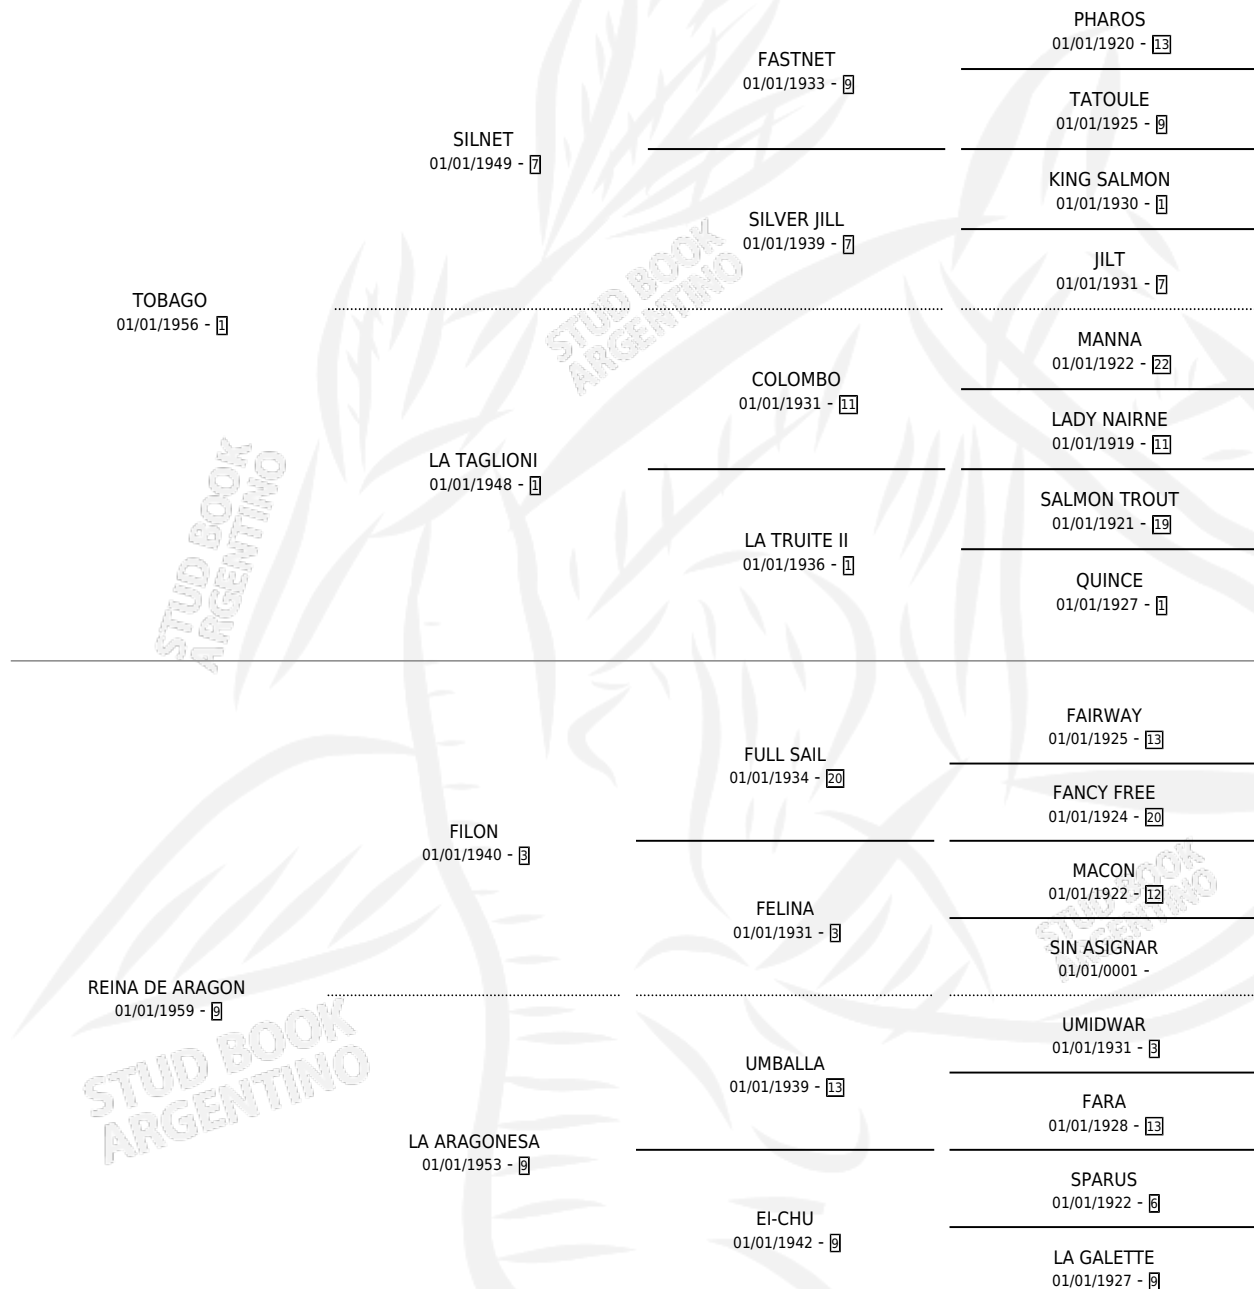 PHAROS
01/01/1920 - 13
FASTNET
01/01/1933 - 9
TATOULE
01/01/1925 - 9
SILNET
01/01/1949 - 7
KING SALMON
01/01/1930 - 1
SILVER JILL
01/01/1939 - 7
JILT
01/01/1931 - 7
TOBAGO
01/01/1956 - 1
MANNA
01/01/1922 - 22
COLOMBO
01/01/1931 - 11
LADY NAIRNE
01/01/1919 - 11
LA TAGLIONI
01/01/1948 - 1
SALMON TROUT
01/01/1921 - 19
LA TRUITE II
01/01/1936 - 1
QUINCE
01/01/1927 - 1
FAIRWAY
01/01/1925 - 13
FULL SAIL
01/01/1934 - 20
FANCY FREE
01/01/1924 - 20
FILON
01/01/1940 - 3
MACON
01/01/1922 - 12
FELINA
01/01/1931 - 3
SIN ASIGNAR
01/01/0001 -
REINA DE ARAGON
01/01/1959 - 9
UMIDWAR
01/01/1931 - 3
UMBALLA
01/01/1939 - 13
FARA
01/01/1928 - 13
LA ARAGONESA
01/01/1953 - 9
SPARUS
01/01/1922 - 6
EI-CHU
01/01/1942 - 9
LA GALETTE
01/01/1927 - 9
STUD BOOK
ARGENTINO
STUD BOOK
ARGENTINO
STUD BOOK
ARGENTINO
STUD BOOK
ARGENTINO